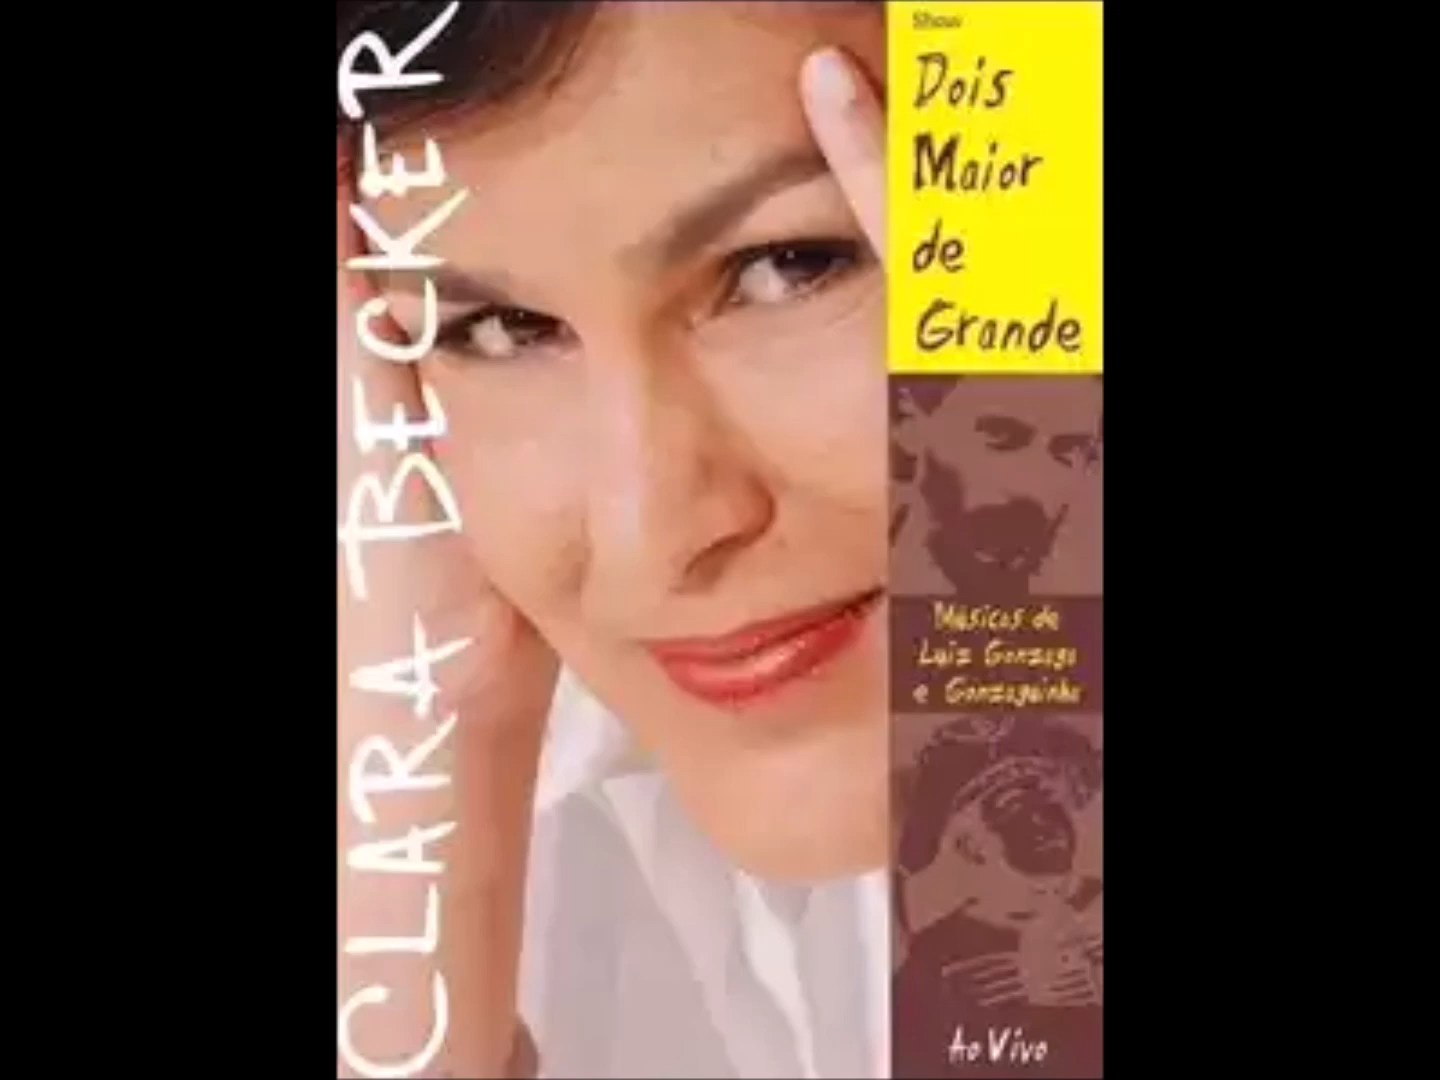 CLARA BECKER
Show
Dois
Maior
de
Grande
Músicas de
Luiz Gonzaga
e Gonzaguinha
Ao Vivo